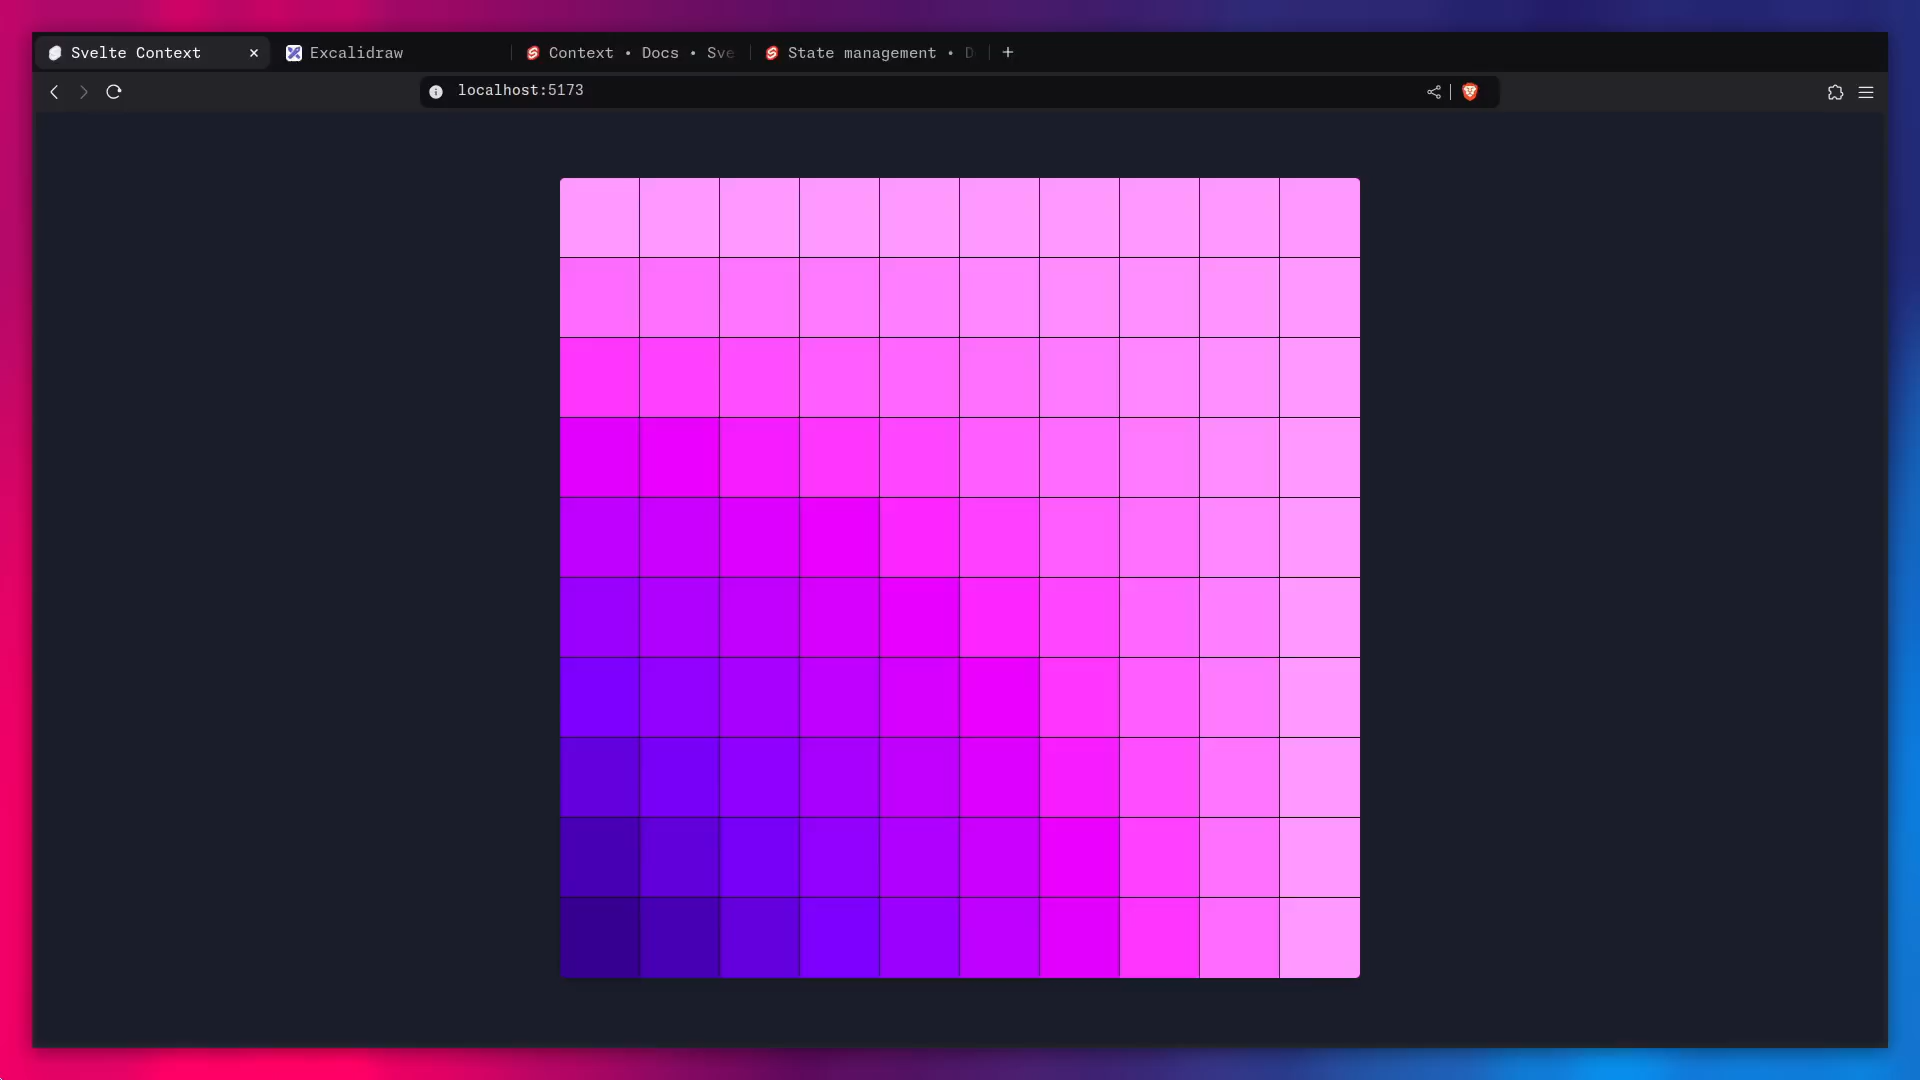 Svelte Context
Excalidraw
Context • Docs • Sve
State management • D
localhost:5173